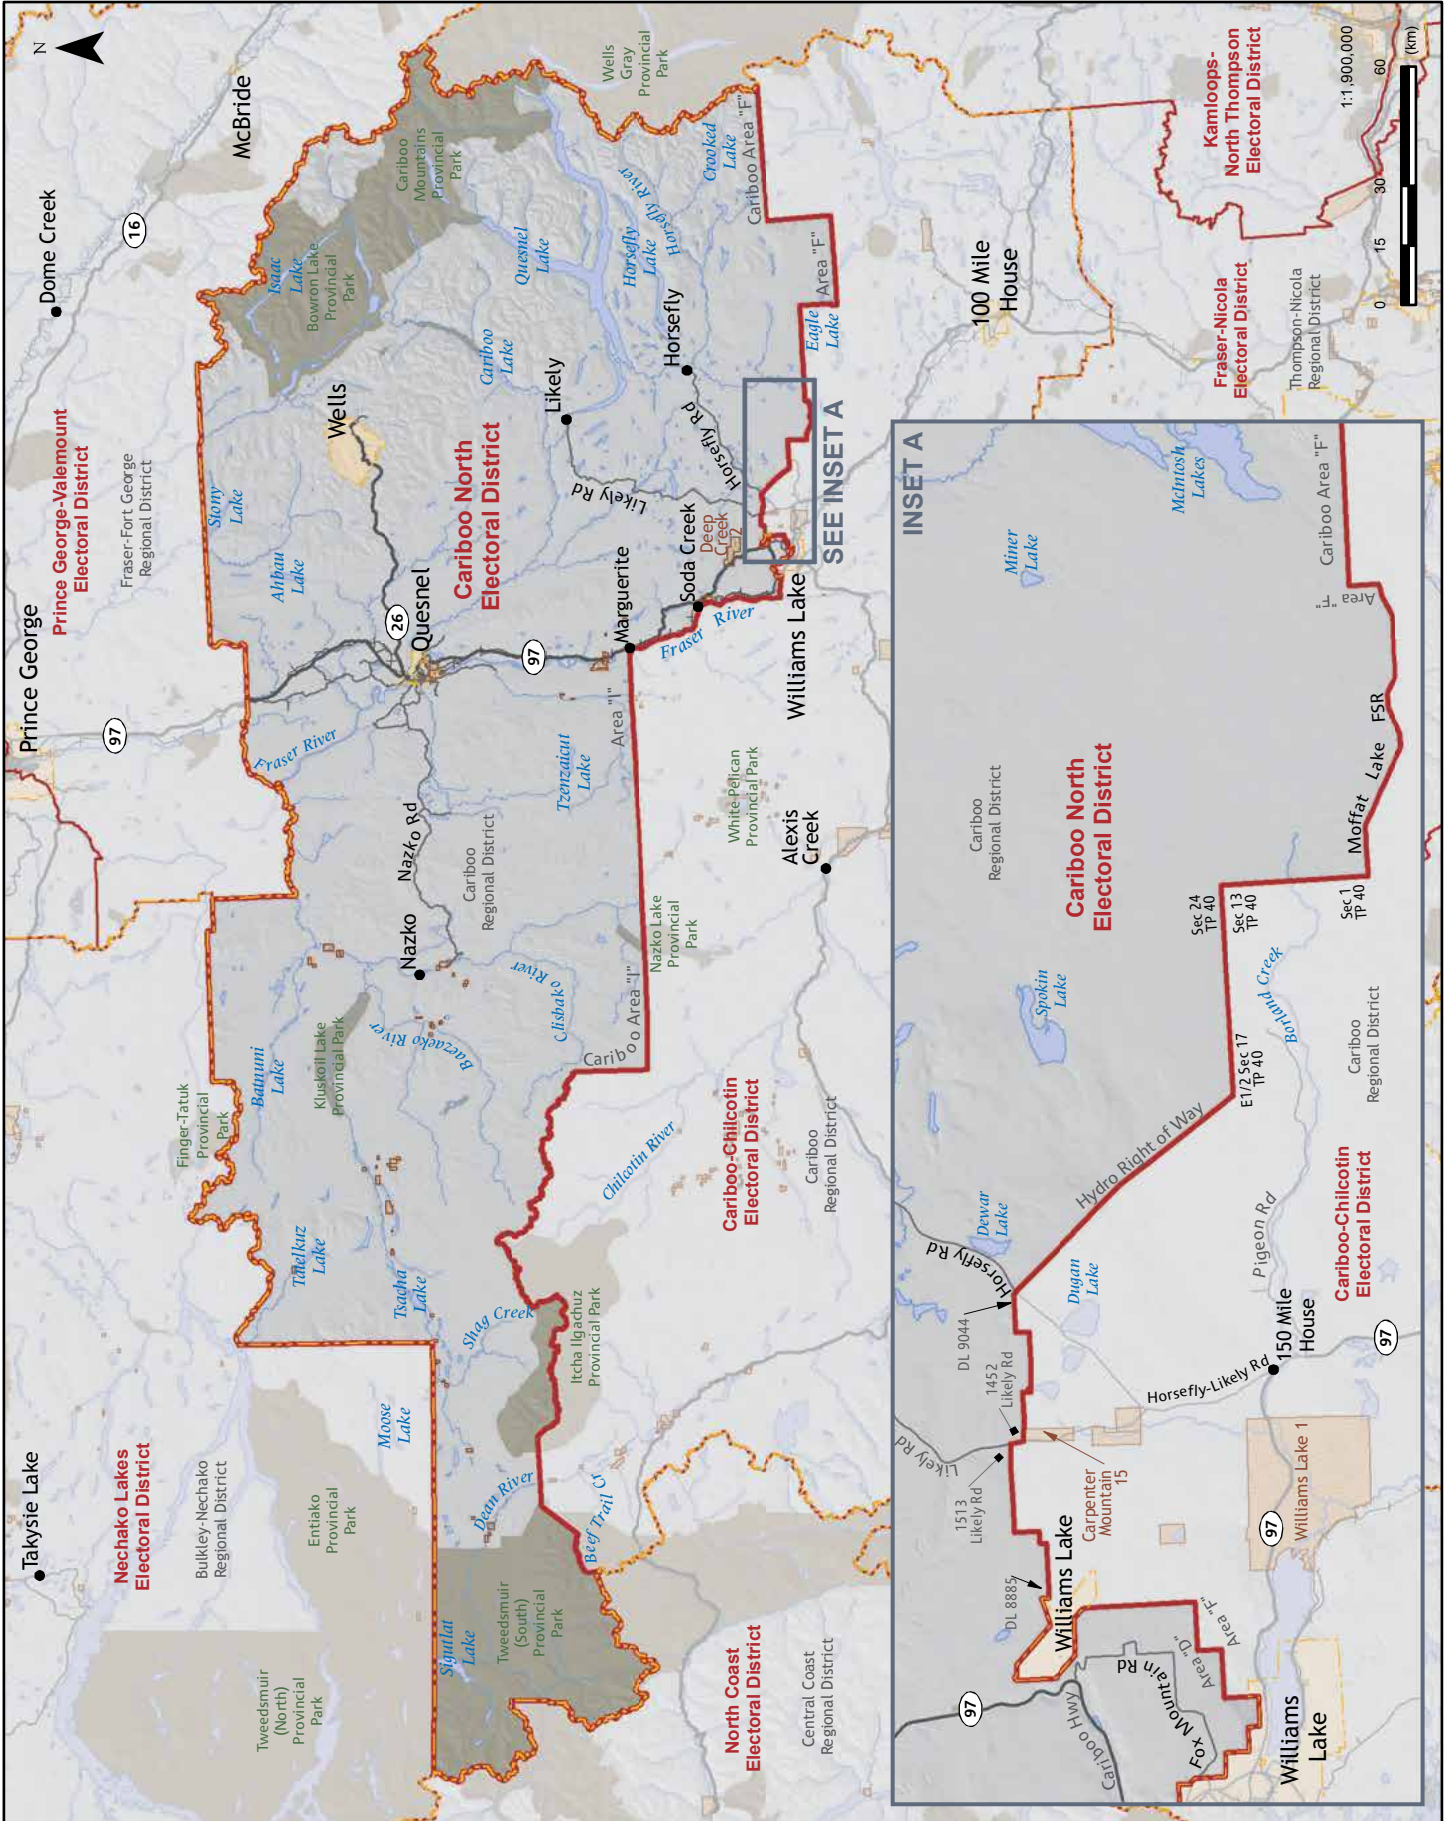 Takysie Lake
Prince George
Dome Creek
McBride
N
97
16
Nechako Lakes
Electoral District
Bulkley-Nechako
Regional District
Prince George-Valemount
Electoral District
Fraser-Fort George
Regional District
Tweedsmuir
(North)
Provincial
Park
Entiako
Provincial
Park
Finger-Tatuk
Provincial
Park
Moose
Lake
Tatelkuz
Lake
Batnuni
Lake
Kluskoil Lake
Provincial Park
Fraser River
Ahbau
Lake
Stony
Lake
Isaac
Lake
Bowron Lake
Provincial
Park
Wells
Cariboo
Mountains
Provincial
Park
Wells
Gray
Provincial
Park
Tsacha
Lake
Baezaeko River
Nazko
Nazko Rd
Quesnel
26
Cariboo
Regional District
Cariboo North
Electoral District
Cariboo
Lake
Quesnel
Lake
Sigutlat
Lake
Tweedsmuir
(South)
Provincial
Park
Dean River
Shag Creek
Beef Trail Cr
Itcha Ilgachuz
Provincial Park
Clisbako River
Cariboo Area "I"
Tzenzaicut
Lake
Area "I"
97
Marguerite
Likely
Likely Rd
Horsefly
Horsefly Rd
Horsefly
Lake
Horsefly River
Crooked
Lake
Cariboo Area "F"
Area "F"
Eagle
Lake
Soda Creek
Deep
Creek
2
Fraser River
Williams Lake
SEE INSET A
Chilcotin River
Nazko Lake
Provincial
Park
White Pelican
Provincial Park
Alexis
Creek
Cariboo-Chilcotin
Electoral District
Cariboo
Regional District
North Coast
Electoral District
Central Coast
Regional District
100 Mile
House
Fraser-Nicola
Electoral District
Thompson-Nicola
Regional District
Kamloops-
North Thompson
Electoral District
1:1,900,000
0 15 30 60
(km)
INSET A
97
Cariboo Hwy
Fox Mountain Rd
Williams Lake
DL 8885
Area "D"
Area "F"
Williams
Lake
1513
Likely Rd
Likely Rd
1452
Likely Rd
DL 9044
Horsefly Rd
Dewar
Lake
Dugan
Lake
Carpenter
Mountain
15
Williams Lake 1
97
Horsefly-Likely Rd
150 Mile
House
97
Pigeon Rd
Hydro Right of Way
Spokin
Lake
Cariboo
Regional District
Cariboo North
Electoral District
Miner
Lake
McIntosh
Lakes
E1/2 Sec 17
TP 40
Sec 24
TP 40
Sec 13
TP 40
Borland Creek
Sec 1
TP 40
Moffat Lake FSR
Area "F"
Cariboo Area "F"
Cariboo-Chilcotin
Electoral District
Cariboo
Regional District